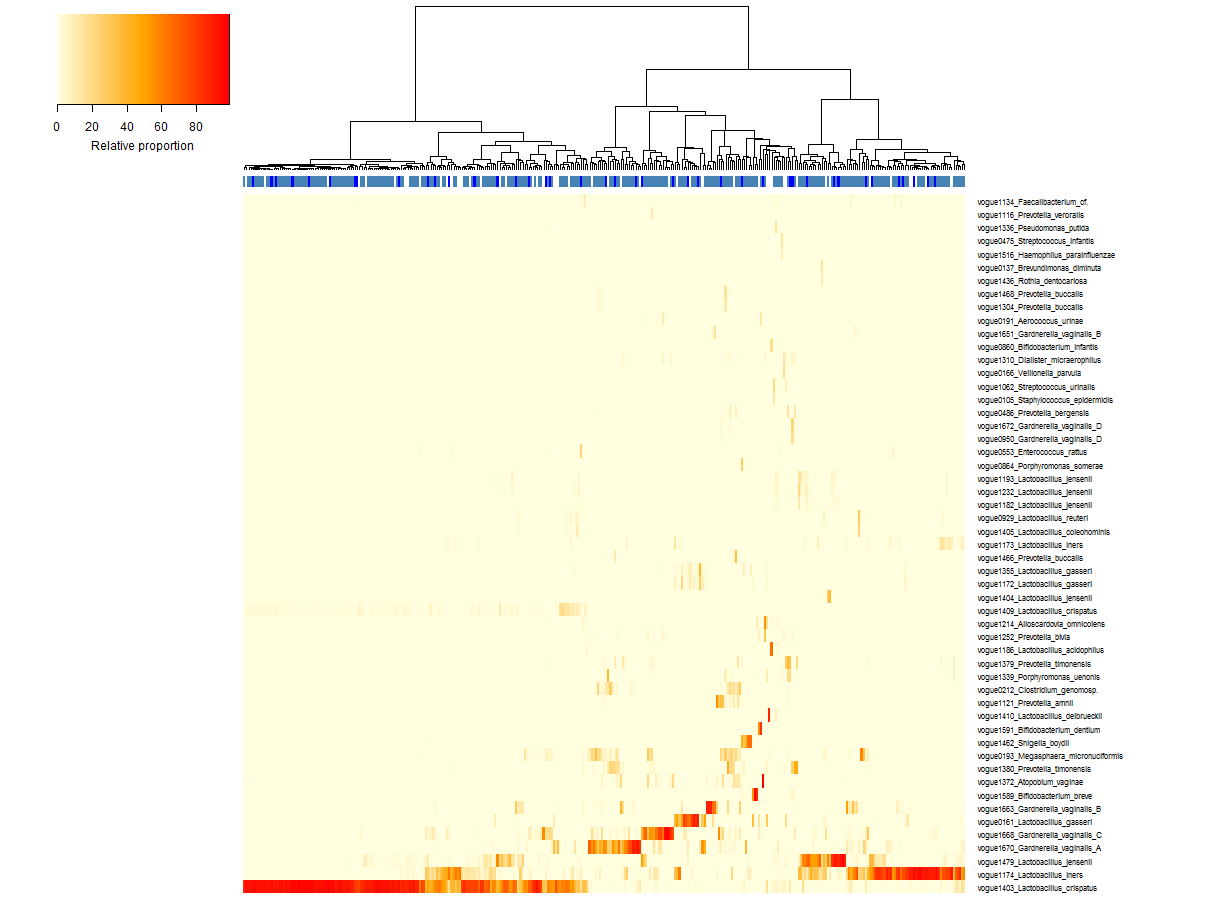 0 20 40 60 80
Relative proportion
vogue1134_Faecalibacterium_cf.
vogue1116_Prevotella_veroralis
vogue1336_Pseudomonas_putida
vogue0475_Streptococcus_infantis
vogue1516_Haemophilus_parainfluenzae
vogue0137_Brevundimonas_diminuta
vogue1436_Rothia_dentocariosa
vogue1468_Prevotella_buccalis
vogue1304_Prevotella_buccalis
vogue0191_Aerococcus_urinae
vogue1651_Gardnerella_vaginalis_B
vogue0860_Bifidobacterium_infantis
vogue1310_Dialister_micraerophilus
vogue0166_Veillonella_parvula
vogue1062_Streptococcus_urinalis
vogue0105_Staphylococcus_epidermidis
vogue0486_Prevotella_bergensis
vogue1672_Gardnerella_vaginalis_D
vogue0950_Gardnerella_vaginalis_D
vogue0553_Enterococcus_rattus
vogue0864_Porphyromonas_somerae
vogue1193_Lactobacillus_jensenii
vogue1232_Lactobacillus_jensenii
vogue1182_Lactobacillus_jensenii
vogue0929_Lactobacillus_reuteri
vogue1405_Lactobacillus_coleohominis
vogue1173_Lactobacillus_iners
vogue1466_Prevotella_buccalis
vogue1355_Lactobacillus_gasseri
vogue1172_Lactobacillus_gasseri
vogue1404_Lactobacillus_jensenii
vogue1409_Lactobacillus_crispatus
vogue1214_Alloscardovia_omnicolens
vogue1252_Prevotella_bivia
vogue1186_Lactobacillus_acidophilus
vogue1379_Prevotella_timonensis
vogue1339_Porphyromonas_uenonis
vogue0212_Clostridium_genomosp.
vogue1121_Prevotella_amnii
vogue1410_Lactobacillus_delbrueckii
vogue1591_Bifidobacterium_dentium
vogue1462_Shigella_boydii
vogue0193_Megasphaera_micronuciformis
vogue1380_Prevotella_timonensis
vogue1372_Atopobium_vaginae
vogue1589_Bifidobacterium_breve
vogue1663_Gardnerella_vaginalis_B
vogue0161_Lactobacillus_gasseri
vogue1668_Gardnerella_vaginalis_C
vogue1670_Gardnerella_vaginalis_A
vogue1479_Lactobacillus_jensenii
vogue1174_Lactobacillus_iners
vogue1403_Lactobacillus_crispatus